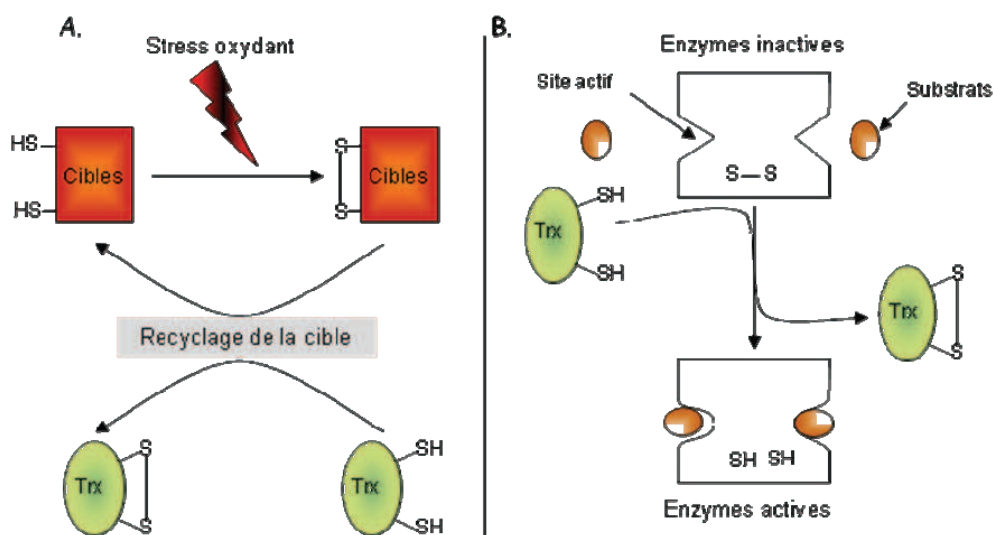 A.
Stress oxydant
HS
HS
Cibles
S
S
Cibles
Recyclage de la cible
Trx
S
S
Trx
SH
SH
B.
Enzymes inactives
Site actif
Substrats
S—S
Trx
SH
SH
Trx
S
S
SH SH
Enzymes actives